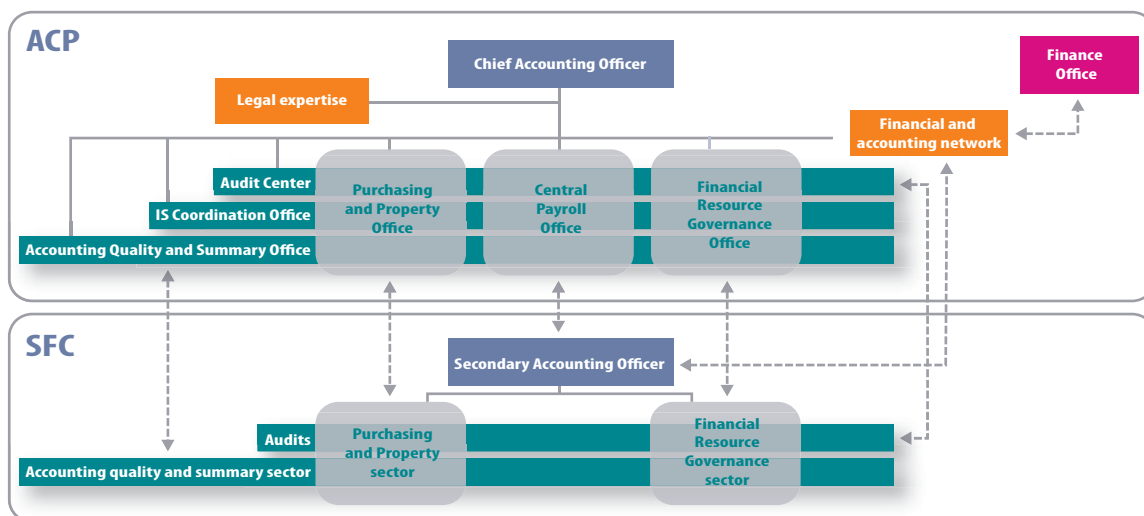 ACP
Chief Accounting Officer
Finance
Office
Legal expertise
Financial and
accounting network
Audit Center
IS Coordination Office
Accounting Quality and Summary Office
Purchasing
and Property
Office
Central
Payroll
Office
Financial
Resource
Governance
Office
SFC
Secondary Accounting Officer
Audits
Accounting quality and summary sector
Purchasing
and Property
sector
Financial
Resource
Governance
sector